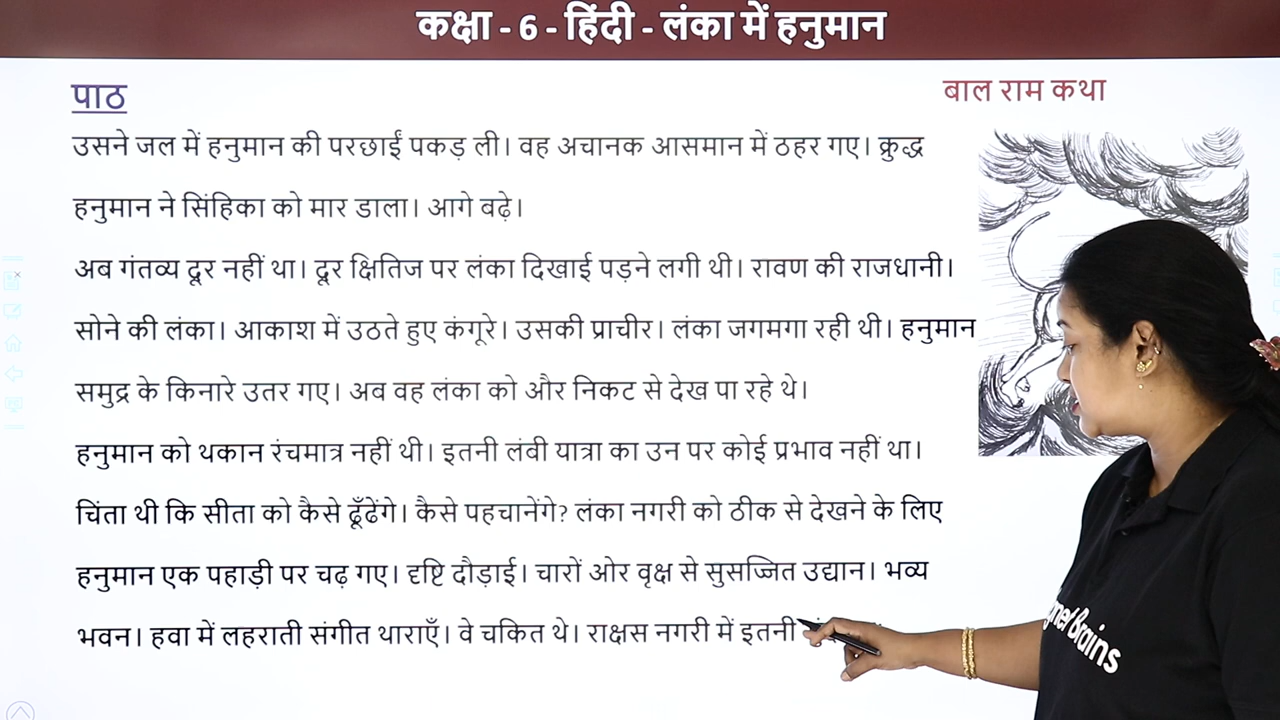 कक्षा - 6 - हिंदी - लंका में हनुमान
पाठ
बाल राम कथा
उसने जल में हनुमान की परछाईं पकड़ ली। वह अचानक आसमान में ठहर गए। क्रुद्ध
हनुमान ने सिंहिका को मार डाला। आगे बढ़े।
अब गंतव्य दूर नहीं था। दूर क्षितिज पर लंका दिखाई पड़ने लगी थी। रावण की राजधानी।
सोने की लंका। आकाश में उठते हुए कंगूरे। उसकी प्राचीर। लंका जगमगा रही थी। हनुमान
समुद्र के किनारे उतर गए। अब वह लंका को और निकट से देख पा रहे थे।
हनुमान को थकान रंचमात्र नहीं थी। इतनी लंबी यात्रा का उन पर कोई प्रभाव नहीं था।
चिंता थी कि सीता को कैसे ढूँढेंगे। कैसे पहचानेंगे? लंका नगरी को ठीक से देखने के लिए
हनुमान एक पहाड़ी पर चढ़ गए। दृष्टि दौड़ाई। चारों ओर वृक्ष से सुसज्जित उद्यान। भव्य
भवन। हवा में लहराती संगीत थाराएँ। वे चकित थे। राक्षस नगरी में इतनी
Brains